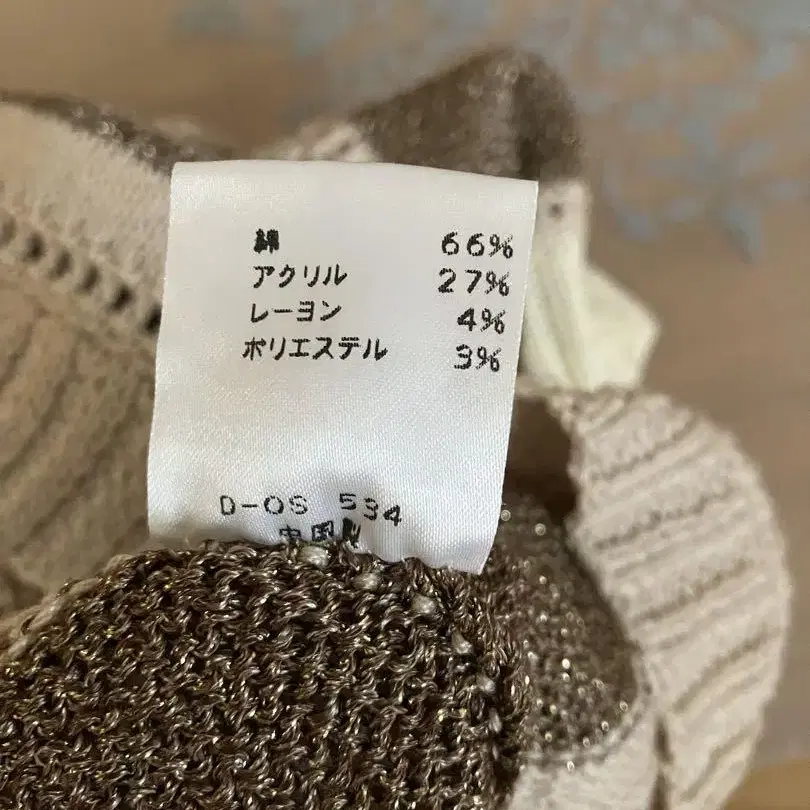 綿 66%
アクリル 27%
レーヨン 4%
ポリエステル 3%
D-OS 534
中国製